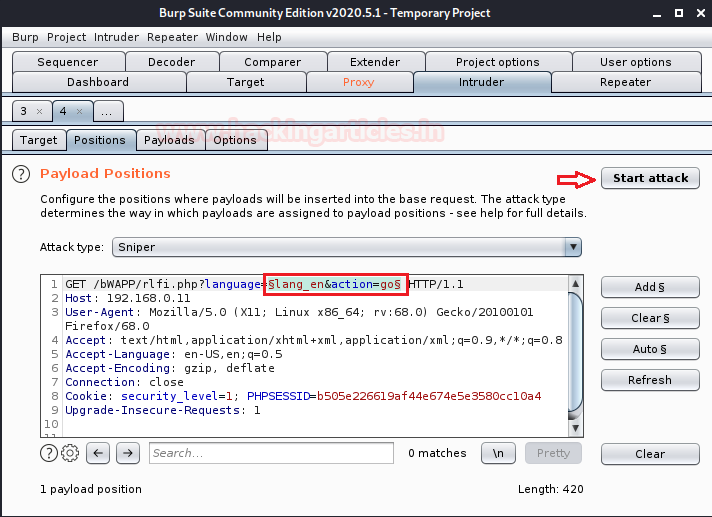 Burp Suite Community Edition v2020.5.1 - Temporary Project
Burp Project Intruder Repeater Window Help
Sequencer Decoder Comparer Extender Project options User options
Dashboard Target Proxy Intruder Repeater
3 × 4 × ...
www.hackingarticles.in
Target Positions Payloads Options
? Payload Positions
Start attack
Configure the positions where payloads will be inserted into the base request. The attack type
determines the way in which payloads are assigned to payload positions - see help for full details.
Attack type: Sniper
1 GET /bWAPP/rlfi.php?language=§lang_en&action=go§ HTTP/1.1
2 Host: 192.168.0.11
3 User-Agent: Mozilla/5.0 (X11; Linux x86_64; rv:68.0) Gecko/20100101
Firefox/68.0
4 Accept: text/html,application/xhtml+xml,application/xml;q=0.9,*/*;q=0.8
5 Accept-Language: en-US,en;q=0.5
6 Accept-Encoding: gzip, deflate
7 Connection: close
8 Cookie: security_level=1; PHPSESSID=b505e226619af44e674e5e3580cc10a4
9 Upgrade-Insecure-Requests: 1
10
11
Add §
Clear §
Auto §
Refresh
? Search... 0 matches \n Pretty Clear
1 payload position Length: 420